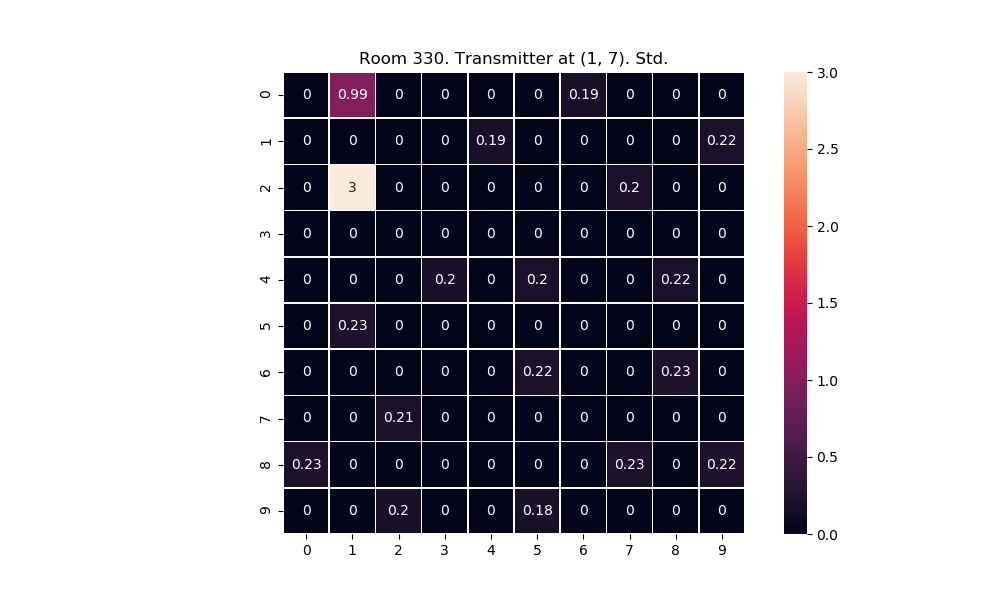 Room 330. Transmitter at (1, 7). Std.
0 0 0.99 0 0 0 0 0.19 0 0 0 3.0
1 0 0 0 0 0.19 0 0 0 0 0.22 2.5
2 0 3 0 0 0 0 0 0.2 0 0 2.0
3 0 0 0 0 0 0 0 0 0 0
4 0 0 0 0.2 0 0.2 0 0 0.22 0 1.5
5 0 0.23 0 0 0 0 0 0 0 0
6 0 0 0 0 0 0.22 0 0 0.23 0 1.0
7 0 0 0.21 0 0 0 0 0 0 0
8 0.23 0 0 0 0 0 0 0.23 0 0.22 0.5
9 0 0 0.2 0 0 0.18 0 0 0 0 0.0
0 1 2 3 4 5 6 7 8 9